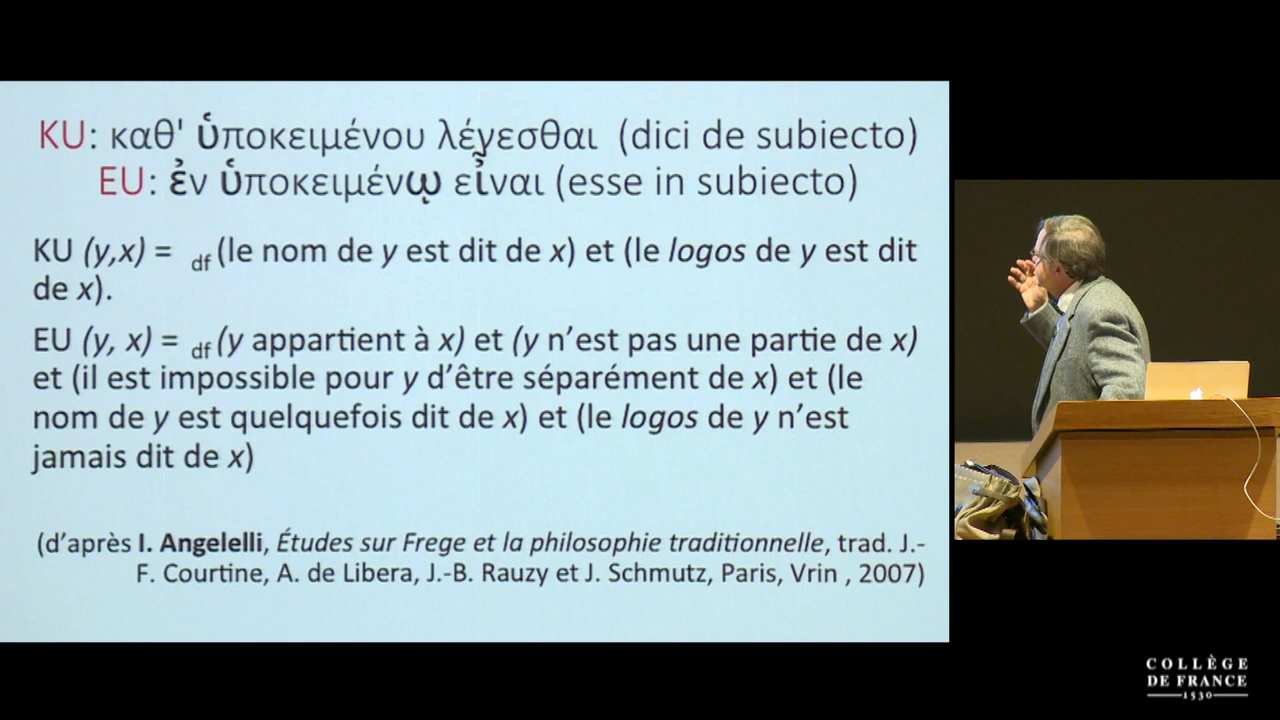 KU: καθ' ὑποκειμένου λέγεσθαι (dici de subiecto)
EU: ἐν ὑποκειμένῳ εἶναι (esse in subiecto)
KU (y,x) = df (le nom de y est dit de x) et (le logos de y est dit
de x).
EU (y, x) = df (y appartient à x) et (y n’est pas une partie de x)
et (il est impossible pour y d’être séparément de x) et (le
nom de y est quelquefois dit de x) et (le logos de y n’est
jamais dit de x)
(d’après I. Angelelli, Études sur Frege et la philosophie traditionnelle, trad. J.-
F. Courtine, A. de Libera, J.-B. Rauzy et J. Schmutz, Paris, Vrin , 2007)
COLLÈGE
DE FRANCE
1530